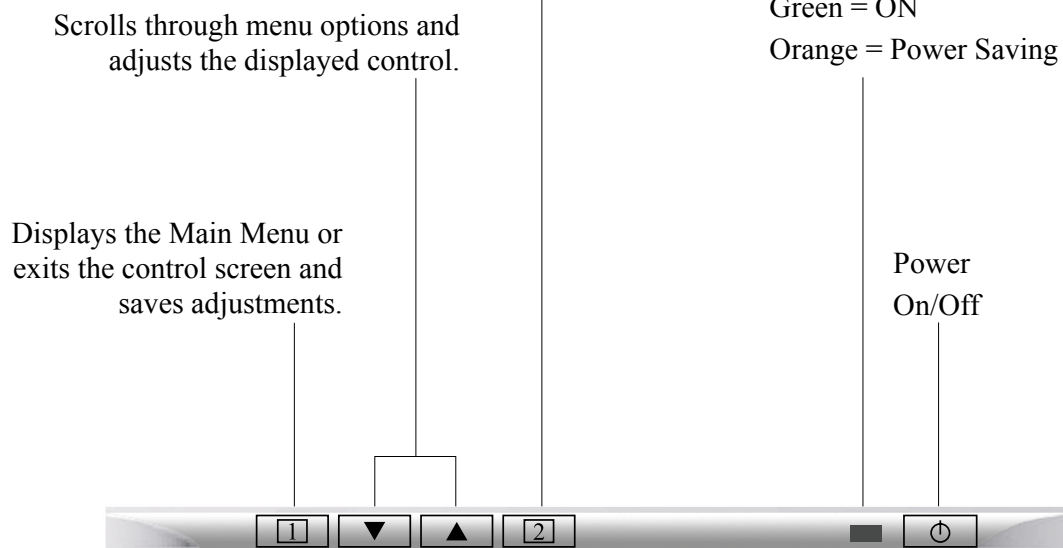 Green = ON
Orange = Power Saving
Scrolls through menu options and
adjusts the displayed control.
Displays the Main Menu or
exits the control screen and
saves adjustments.
Power
On/Off
1
2